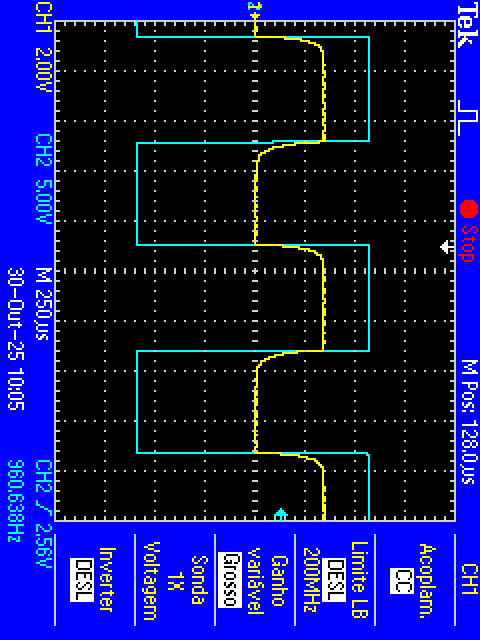 Tek Stop M Pos: 128.0µs CH1
Acoplam.
CC
Limite LB
DESL
200MHz
Ganho
variável
Grosso
Sonda
1X
Voltagem
Inverter
DESL
CH1 2.00V CH2 5.00V M 250µs CH2 2.56V
30-Out-25 10:05 960.638Hz